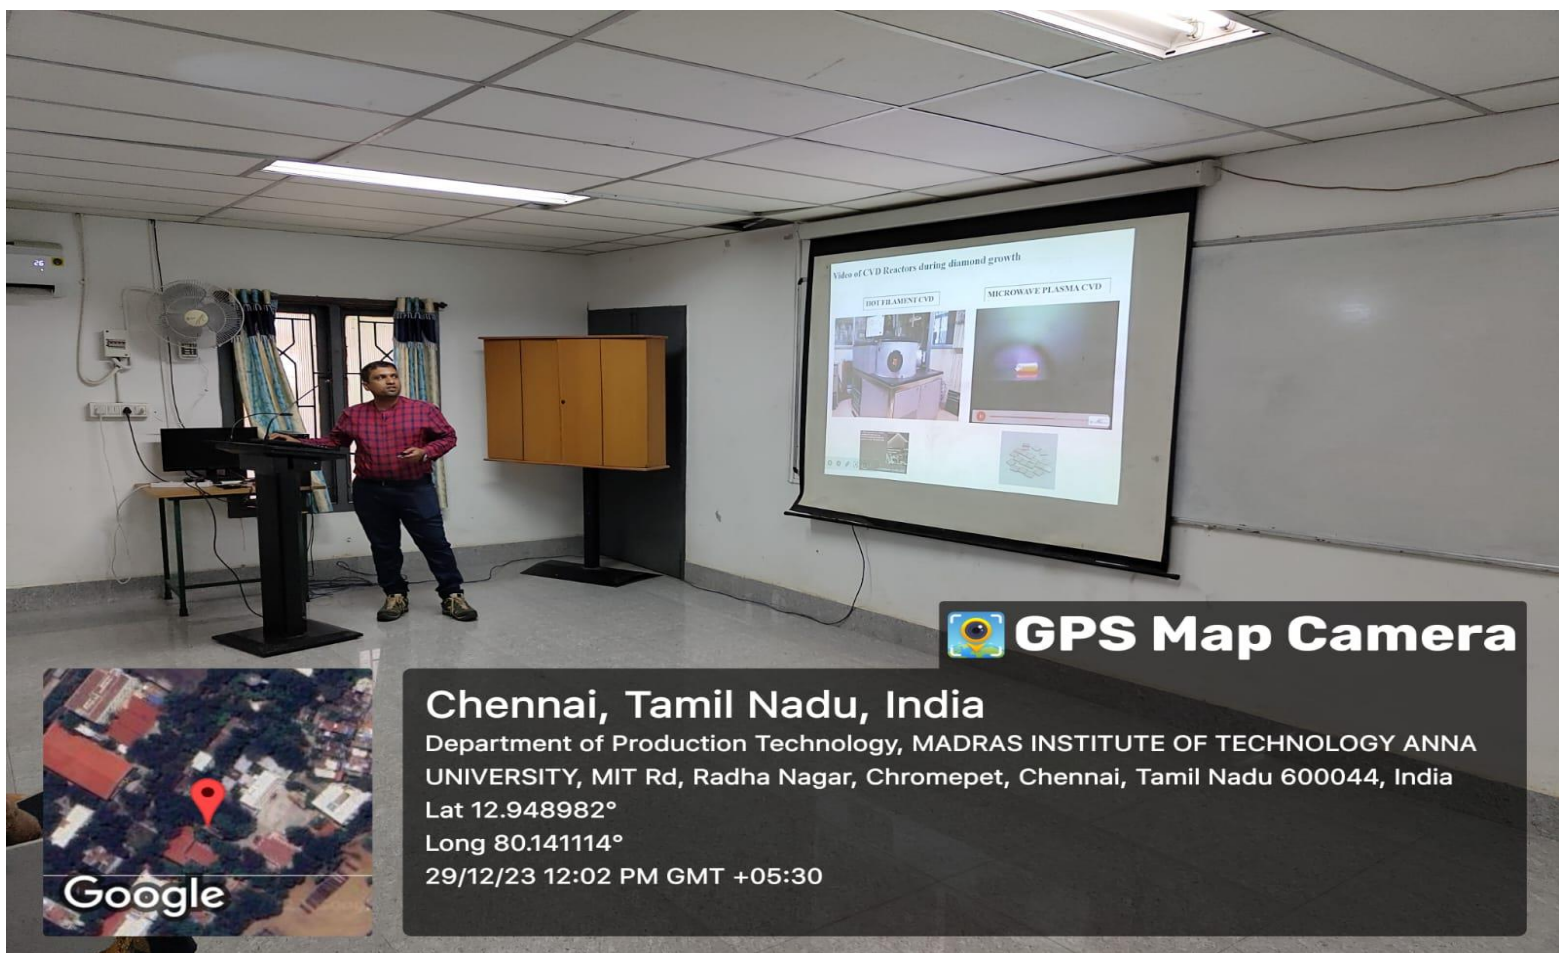 26
Video of CVD Reactors during diamond growth
HOT FILAMENT CVD
MICROWAVE PLASMA CVD
GPS Map Camera
Chennai, Tamil Nadu, India
Department of Production Technology, MADRAS INSTITUTE OF TECHNOLOGY ANNA
UNIVERSITY, MIT Rd, Radha Nagar, Chromepet, Chennai, Tamil Nadu 600044, India
Lat 12.948982°
Long 80.141114°
29/12/23 12:02 PM GMT +05:30
Google